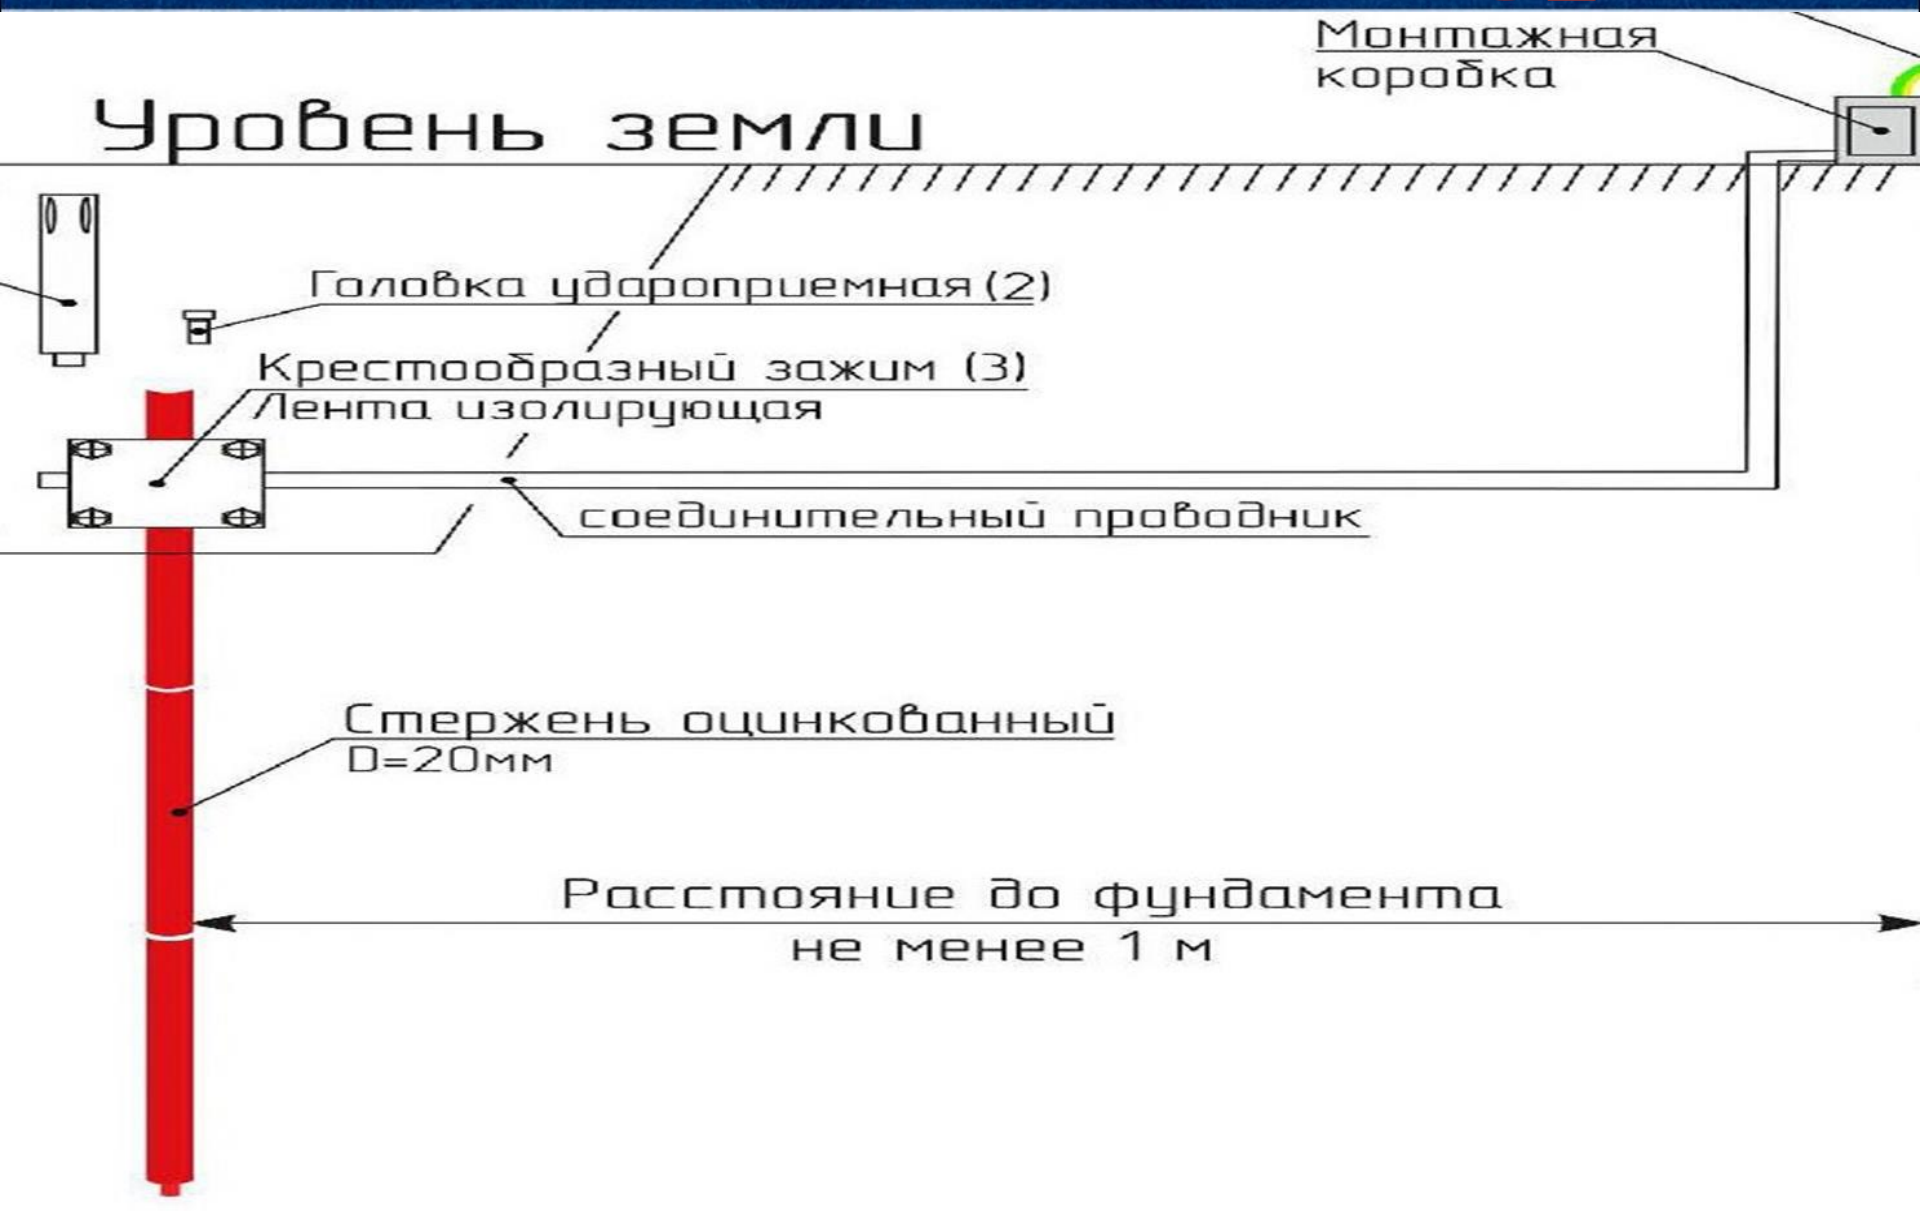 Монтажная
коробка
Уровень земли
Головка удароприемная (2)
Крестообразный зажим (3)
Лента изолирующая
соединительный проводник
Стержень оцинкованный
D=20мм
Расстояние до фундамента
не менее 1 м